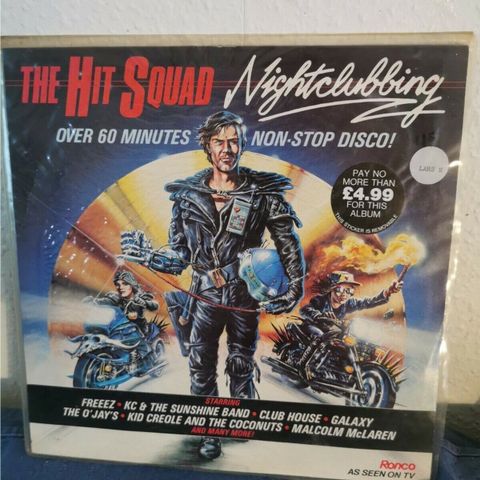 THE HIT SQUAD Nightclubbing
OVER 60 MINUTES NON-STOP DISCO!
PAY NO
MORE THAN
£4.99
FOR THIS
ALBUM
THIS STICKER IS REMOVABLE
LARS
STARRING
FREEEZ • KC & THE SUNSHINE BAND • CLUB HOUSE • GALAXY
THE O'JAY'S • KID CREOLE AND THE COCONUTS • MALCOLM McLAREN
AND MANY MORE!
Ronco
AS SEEN ON TV